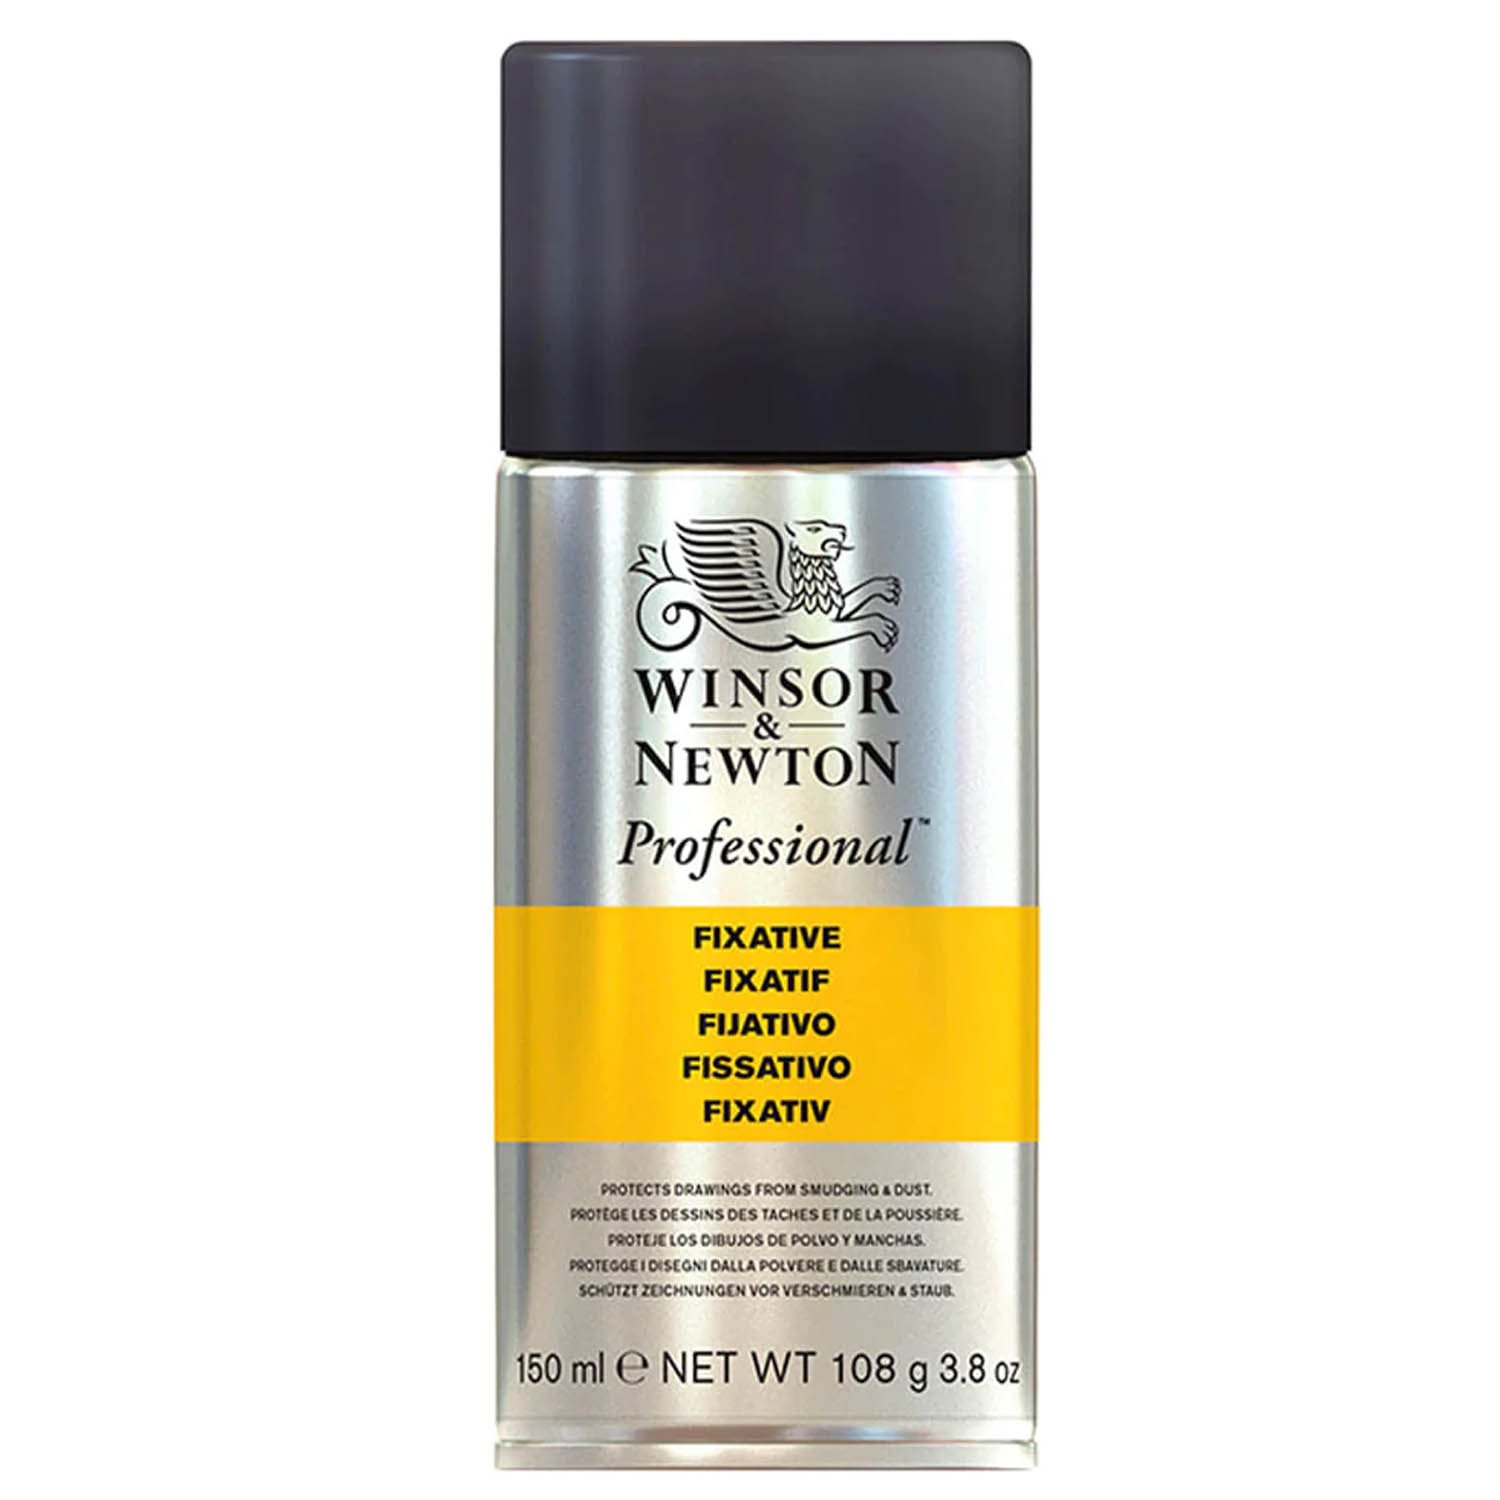 WINSOR
&
NEWTON
Professional™
FIXATIVE
FIXATIF
FIJATIVO
FISSATIVO
FIXATIV
PROTECTS DRAWINGS FROM SMUDGING & DUST.
PROTÈGE LES DESSINS DES TACHES ET DE LA POUSSIÈRE.
PROTEJE LOS DIBUJOS DE POLVO Y MANCHAS.
PROTEGGE I DISEGNI DALLA POLVERE E DALLE SBAVATURE.
SCHÜTZT ZEICHNUNGEN VOR VERSCHMIEREN & STAUB.
150 ml ℮ NET WT 108 g 3.8 oz